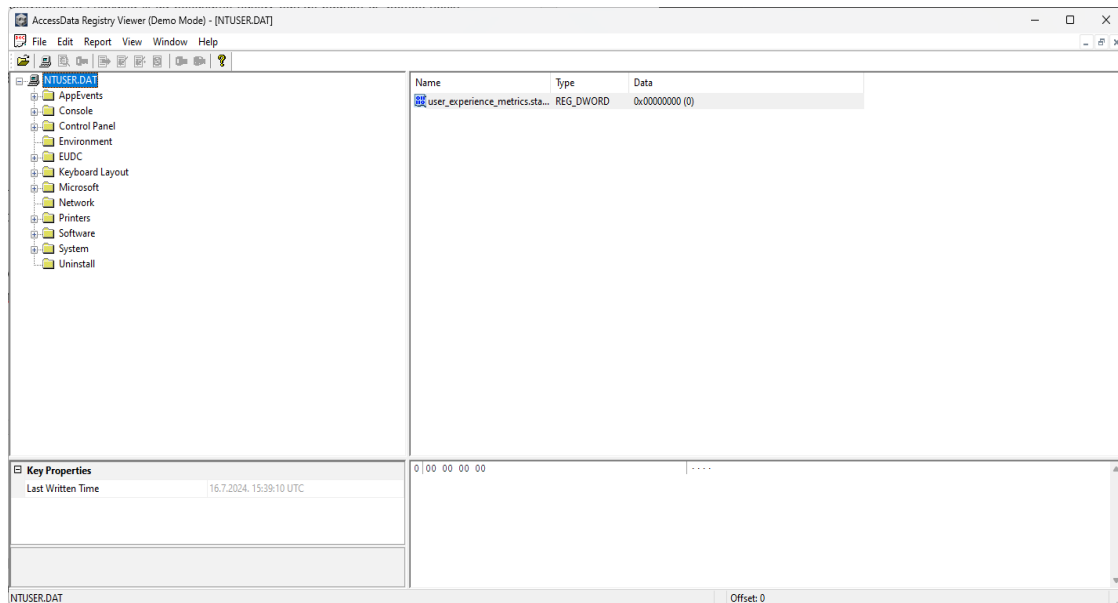 AccessData Registry Viewer (Demo Mode) - [NTUSER.DAT]
File Edit Report View Window Help
NTUSER.DAT
AppEvents
Console
Control Panel
Environment
EUDC
Keyboard Layout
Microsoft
Network
Printers
Software
System
Uninstall
Name Type Data
user_experience_metrics.sta... REG_DWORD 0x00000000 (0)
Key Properties
Last Written Time 16.7.2024. 15:39:10 UTC
0 00 00 00 00 ....
NTUSER.DAT Offset: 0